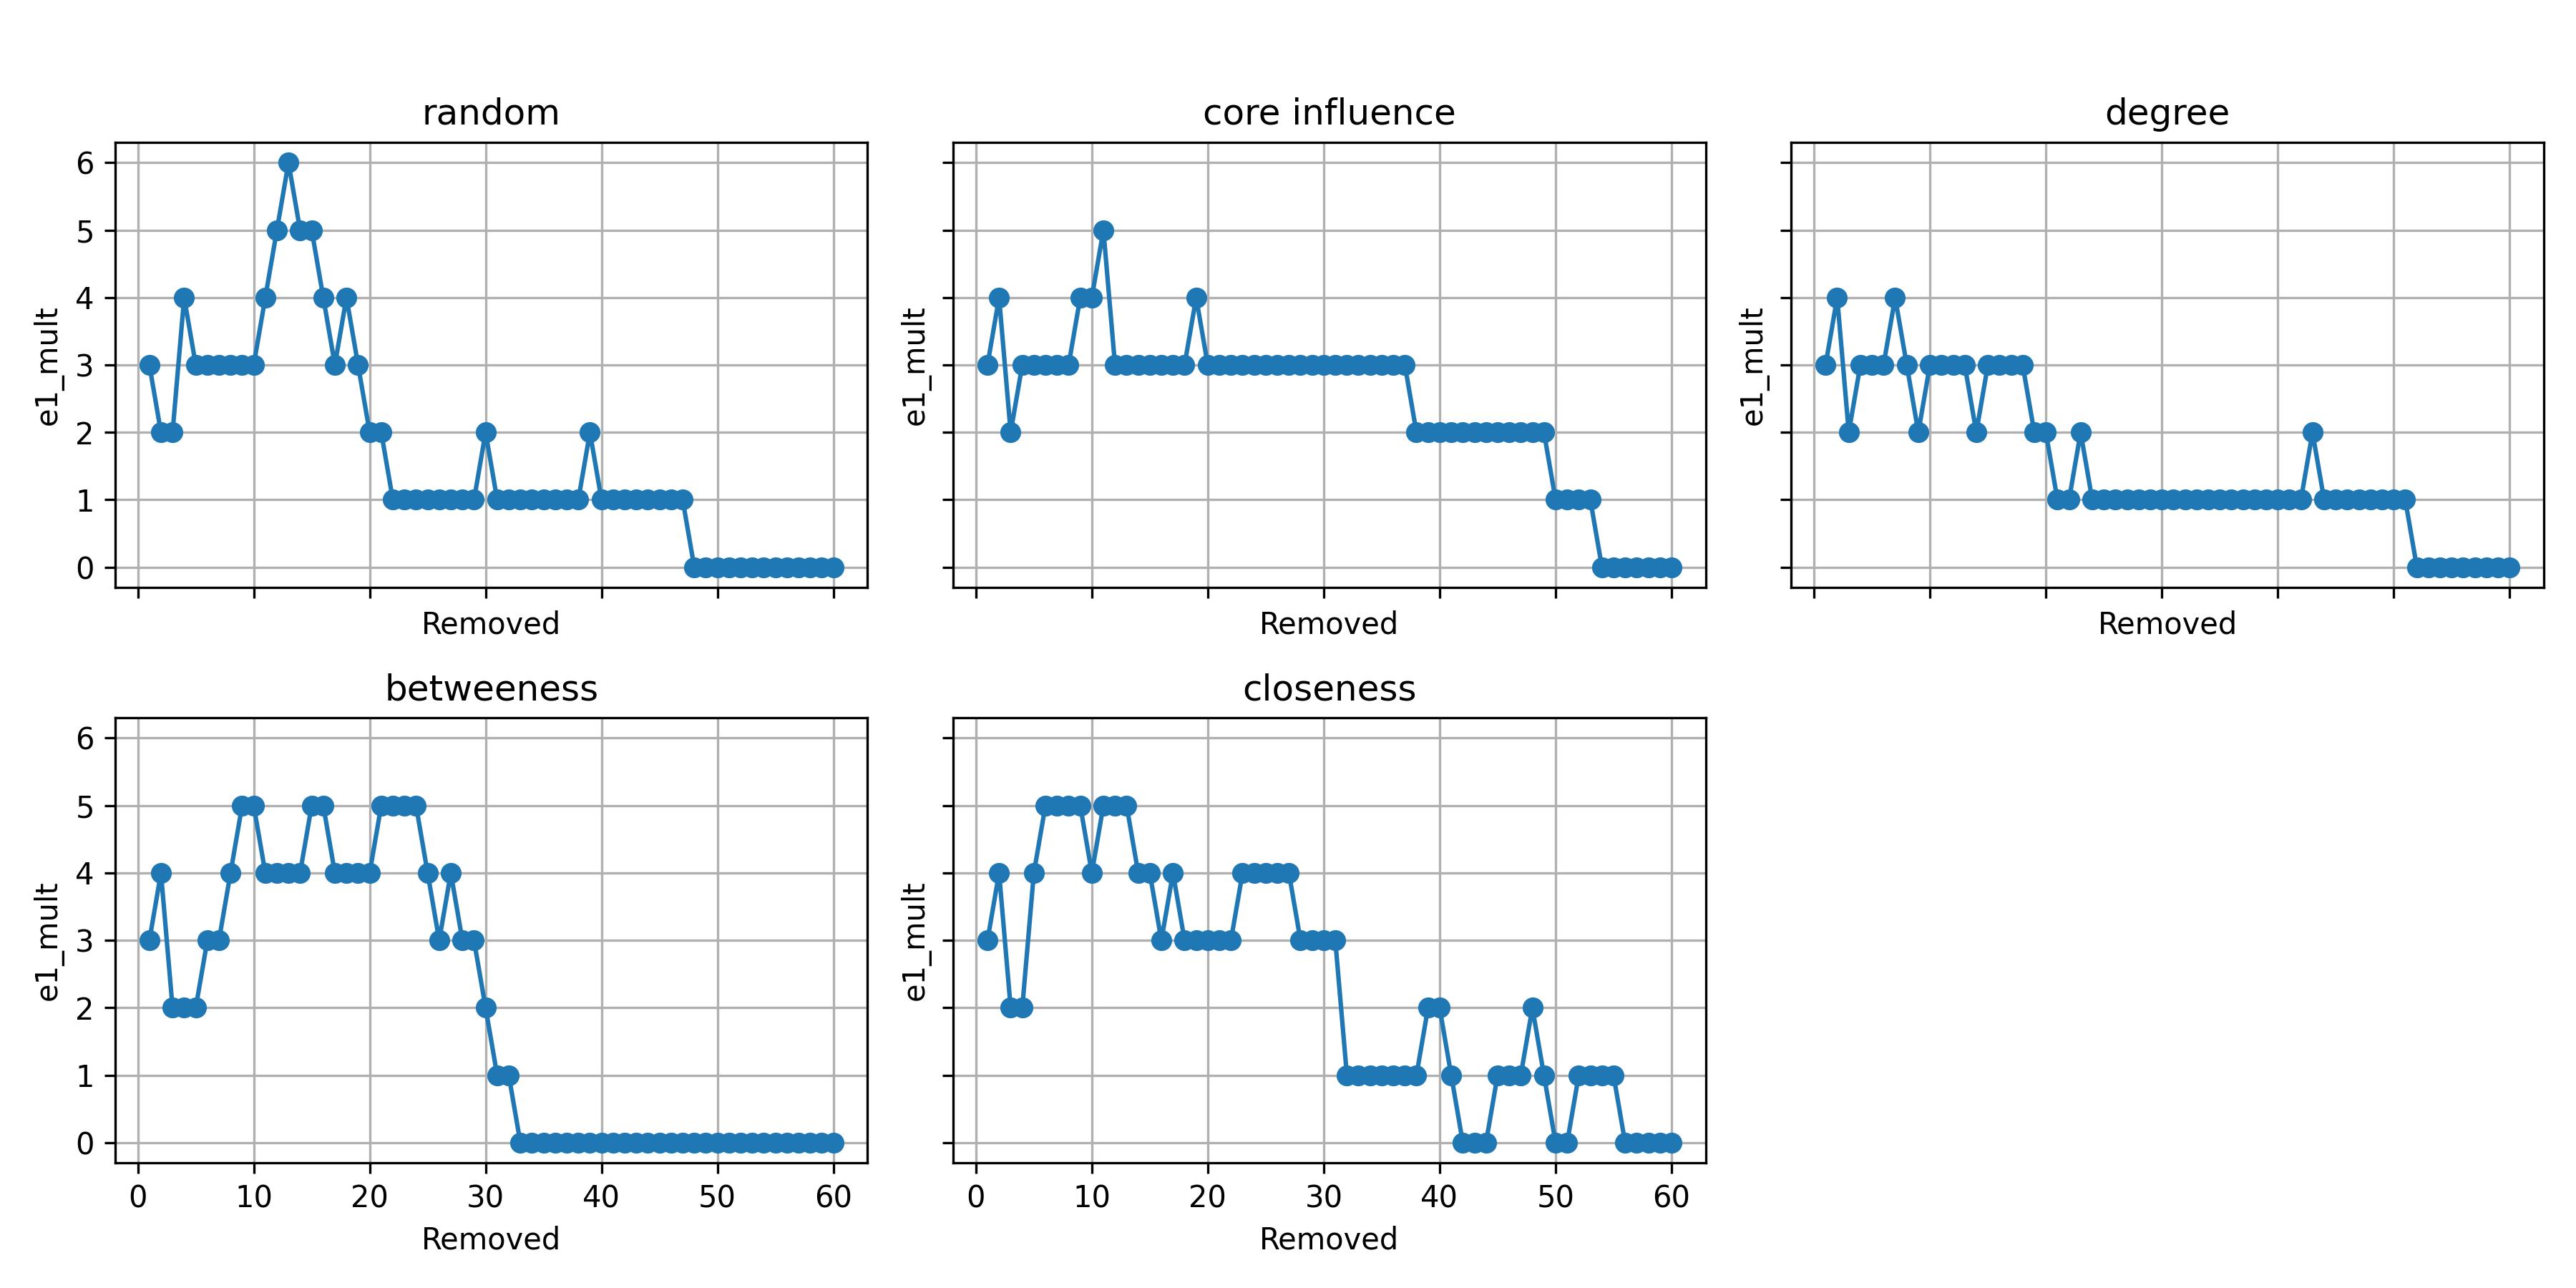 random
core influence
degree
6
5
4
3
2
1
0
e1_mult
e1_mult
e1_mult
Removed
Removed
Removed
betweeness
closeness
6
5
4
3
2
1
0
e1_mult
e1_mult
0 10 20 30 40 50 60
0 10 20 30 40 50 60
Removed
Removed